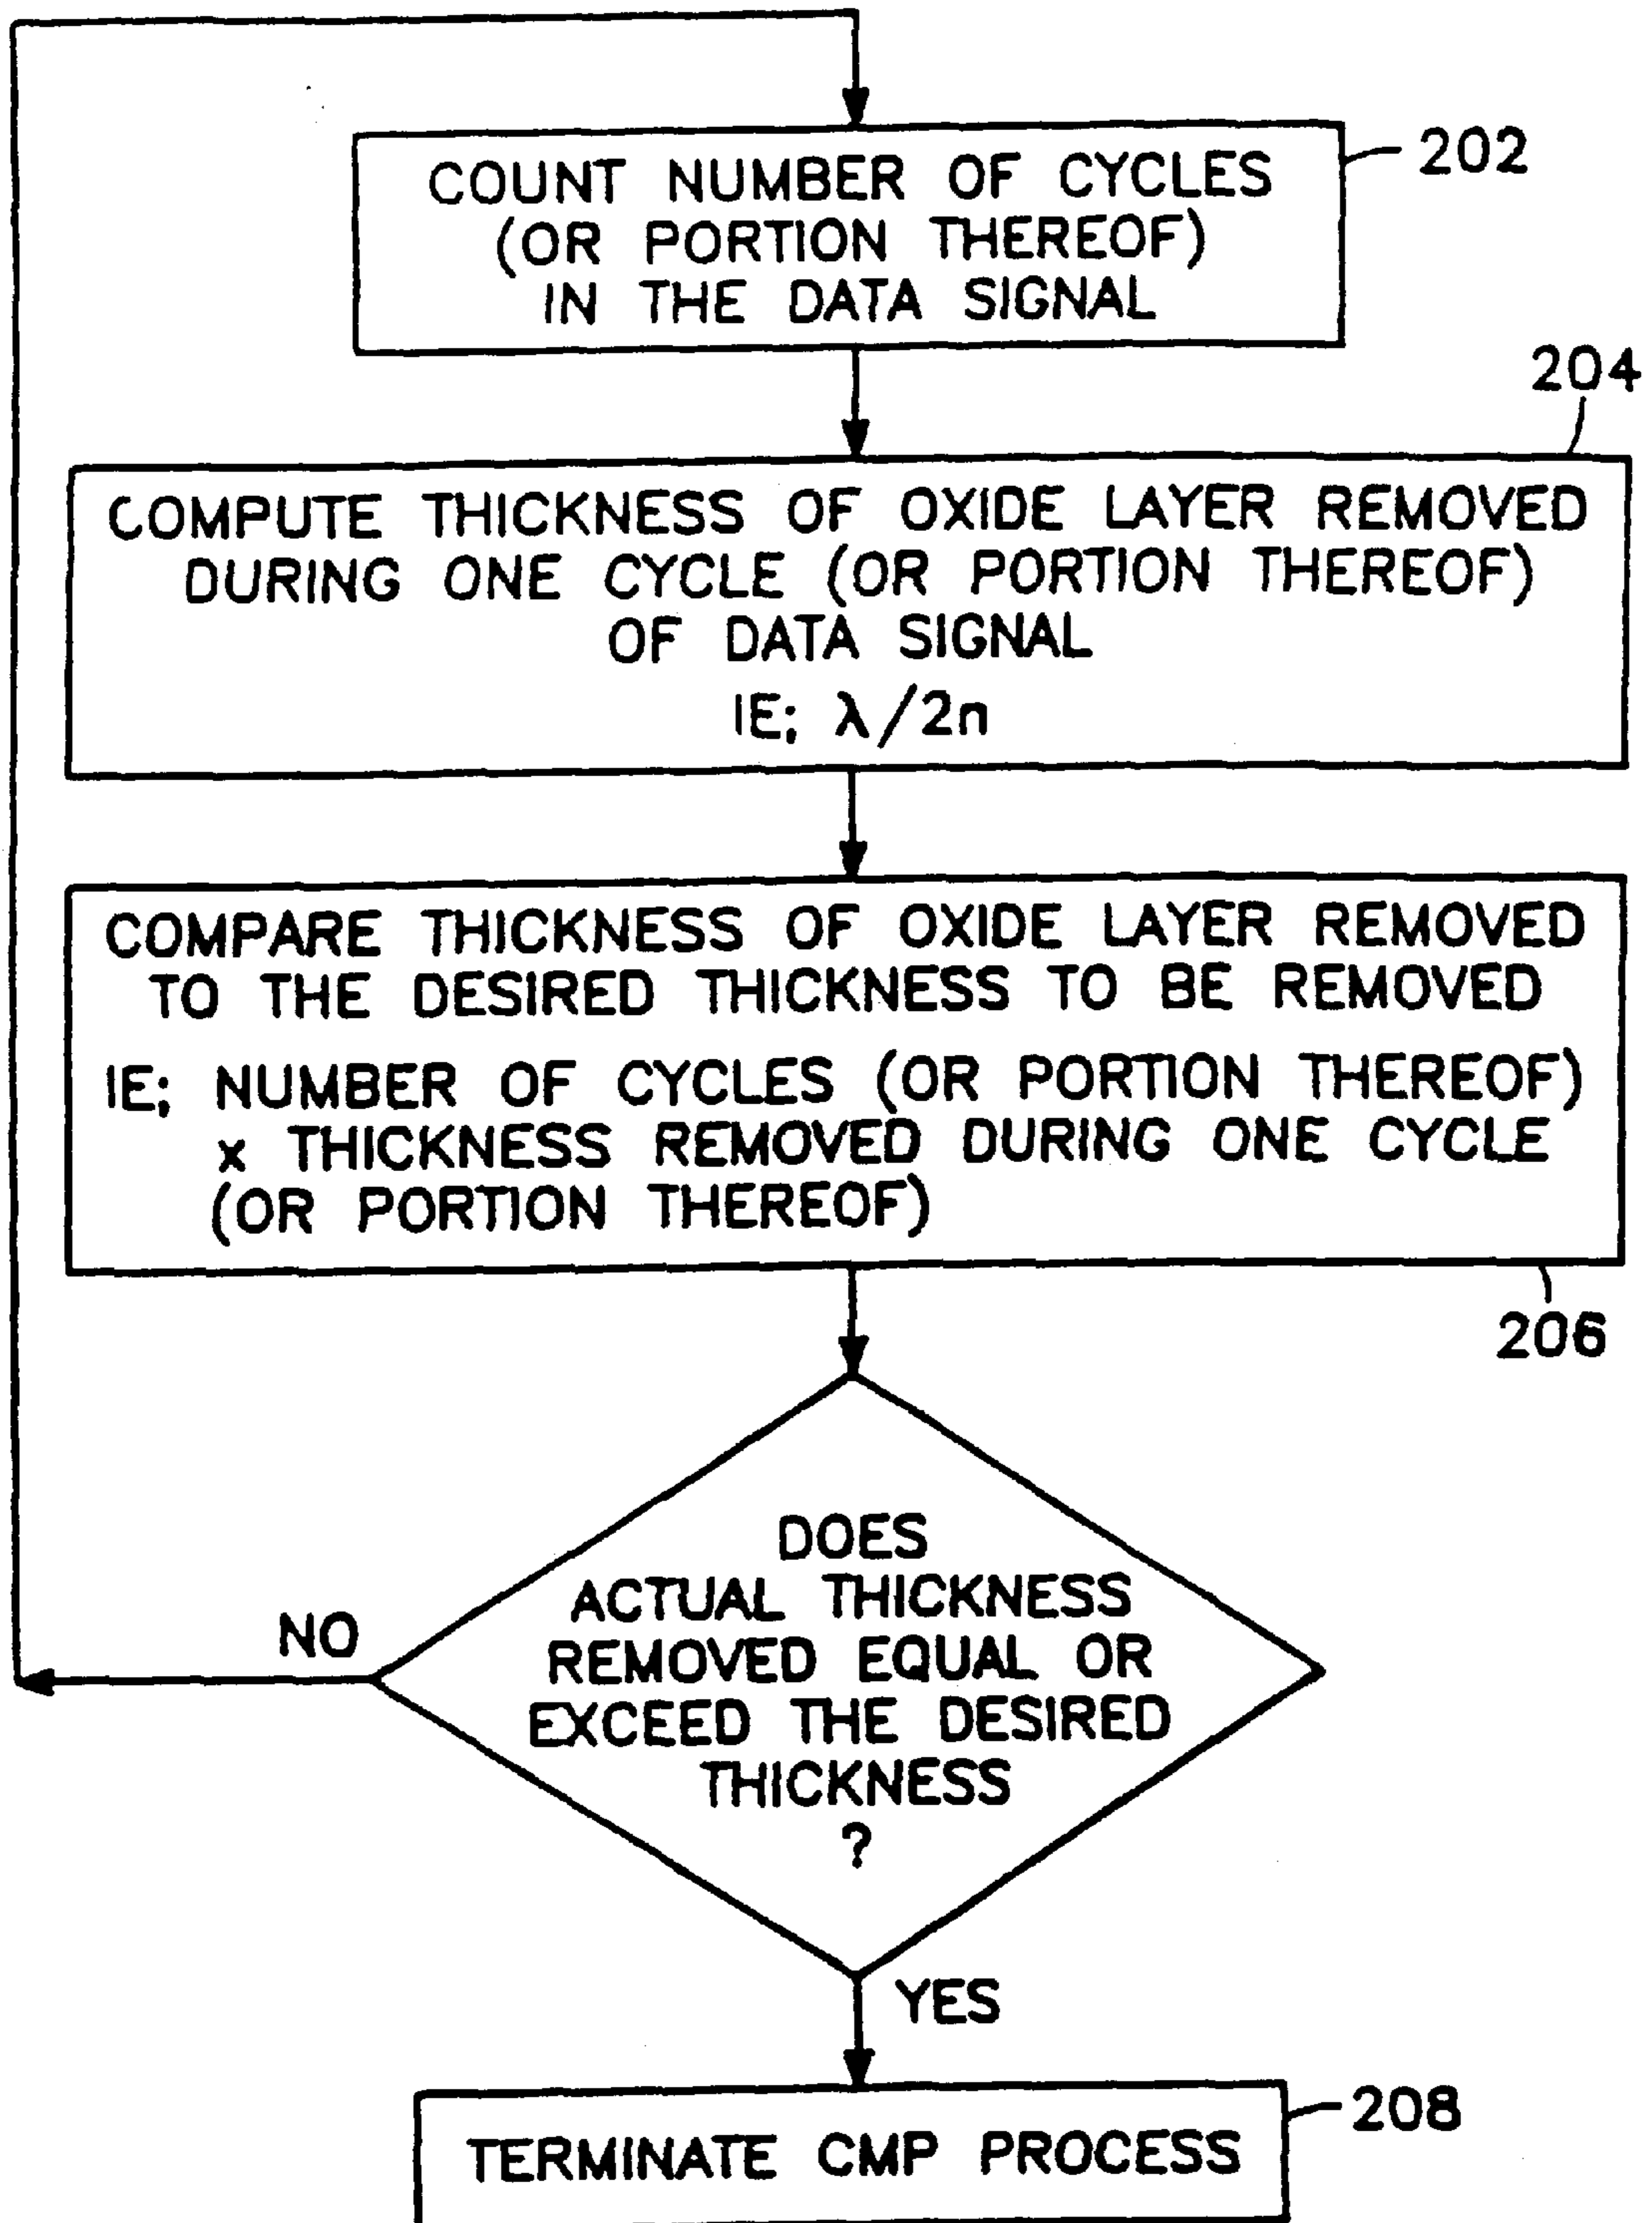 COUNT NUMBER OF CYCLES
(OR PORTION THEREOF)
IN THE DATA SIGNAL
202
204
COMPUTE THICKNESS OF OXIDE LAYER REMOVED
DURING ONE CYCLE (OR PORTION THEREOF)
OF DATA SIGNAL
IE; λ/2n
COMPARE THICKNESS OF OXIDE LAYER REMOVED
TO THE DESIRED THICKNESS TO BE REMOVED
IE; NUMBER OF CYCLES (OR PORTION THEREOF)
x THICKNESS REMOVED DURING ONE CYCLE
(OR PORTION THEREOF)
206
DOES
ACTUAL THICKNESS
REMOVED EQUAL OR
EXCEED THE DESIRED
THICKNESS
?
NO
YES
208
TERMINATE CMP PROCESS